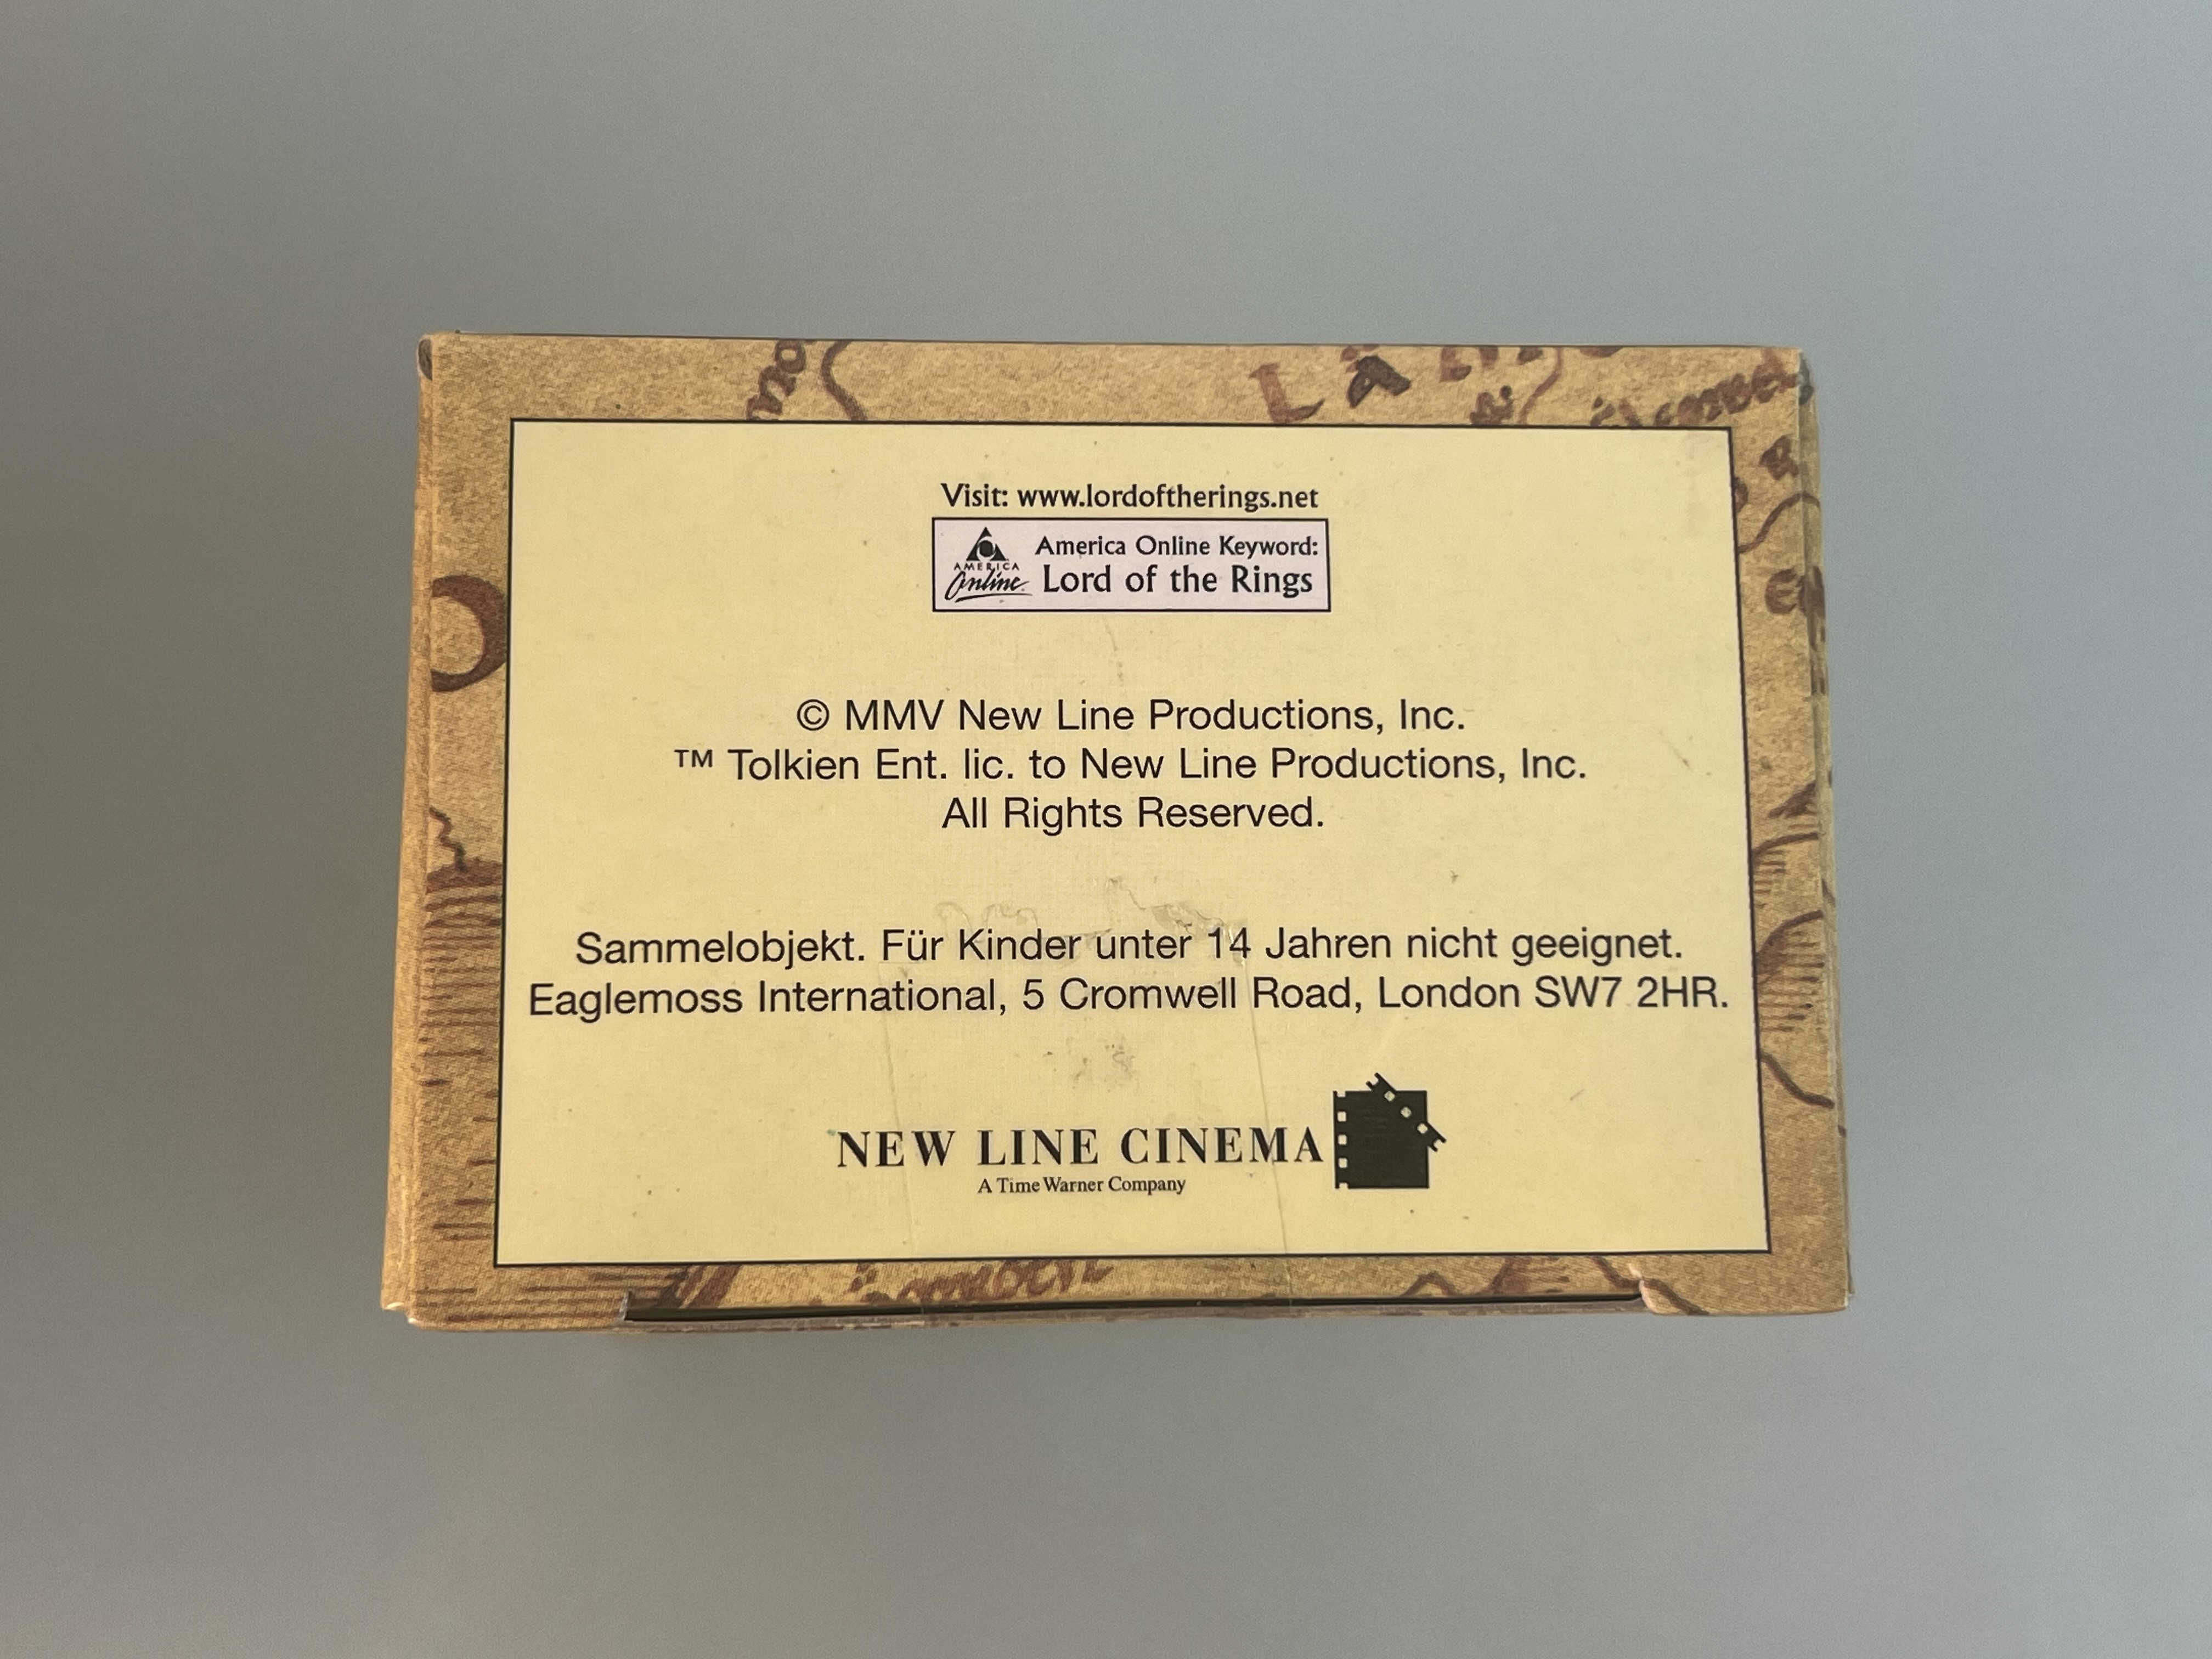 Visit: www.lordoftherings.net
America Online Keyword:
AMERICA Online Lord of the Rings
© MMV New Line Productions, Inc.
™ Tolkien Ent. lic. to New Line Productions, Inc.
All Rights Reserved.
Sammelobjekt. Für Kinder unter 14 Jahren nicht geeignet.
Eaglemoss International, 5 Cromwell Road, London SW7 2HR.
NEW LINE CINEMA
A Time Warner Company